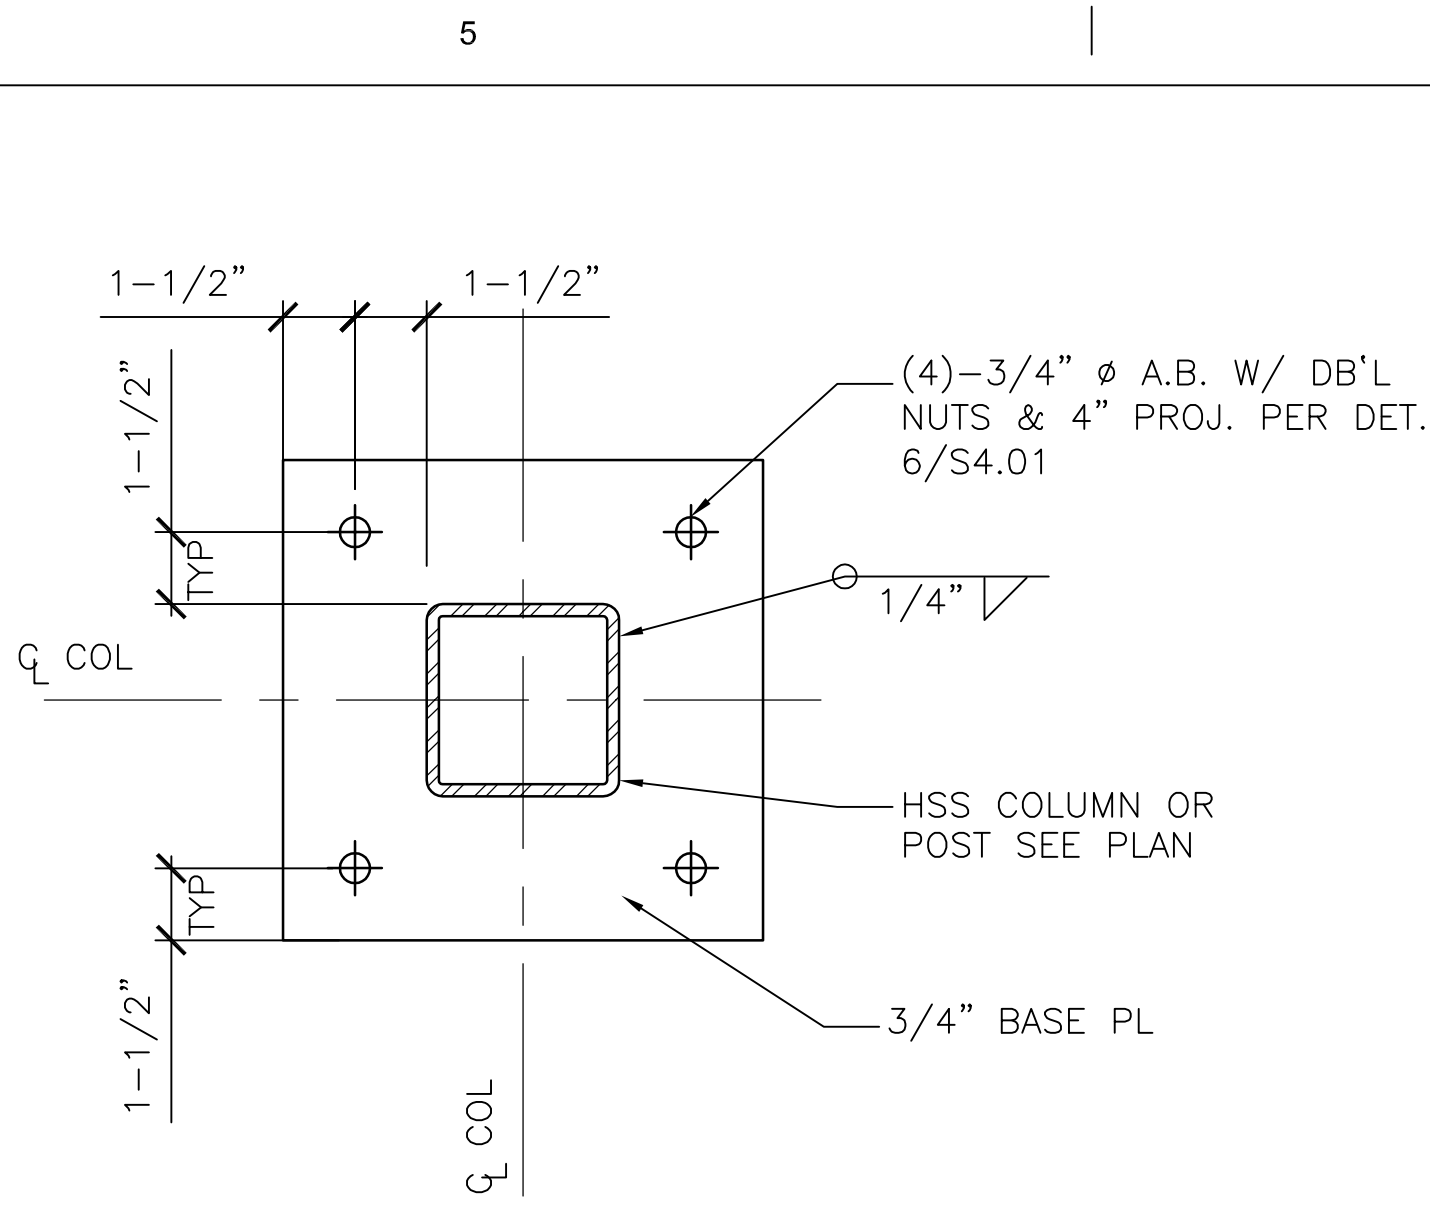 5
1-1/2” 1-1/2”
1-1/2”
TYP
(4)-3/4” ø A.B. W/ DB‘L
NUTS & 4” PROJ. PER DET.
6/S4.01
1/4”
℄ COL
HSS COLUMN OR
POST SEE PLAN
TYP
1-1/2”
3/4” BASE PL
℄ COL